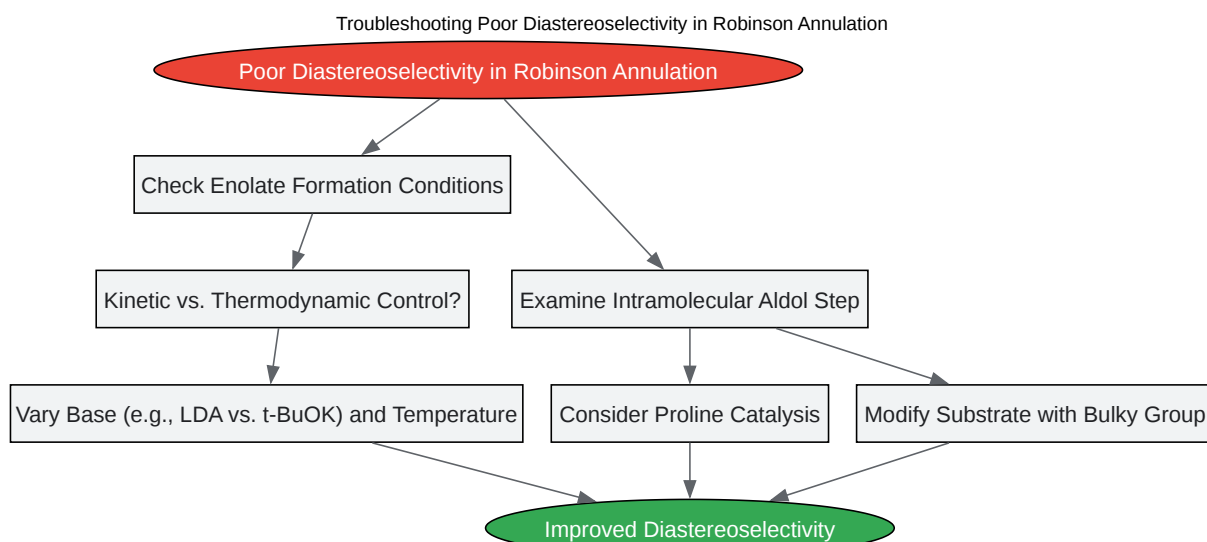 Troubleshooting Poor Diastereoselectivity in Robinson Annulation
Poor Diastereoselectivity in Robinson Annulation
Check Enolate Formation Conditions
Kinetic vs. Thermodynamic Control?
Examine Intramolecular Aldol Step
Vary Base (e.g., LDA vs. t-BuOK) and Temperature
Consider Proline Catalysis
Modify Substrate with Bulky Group
Improved Diastereoselectivity